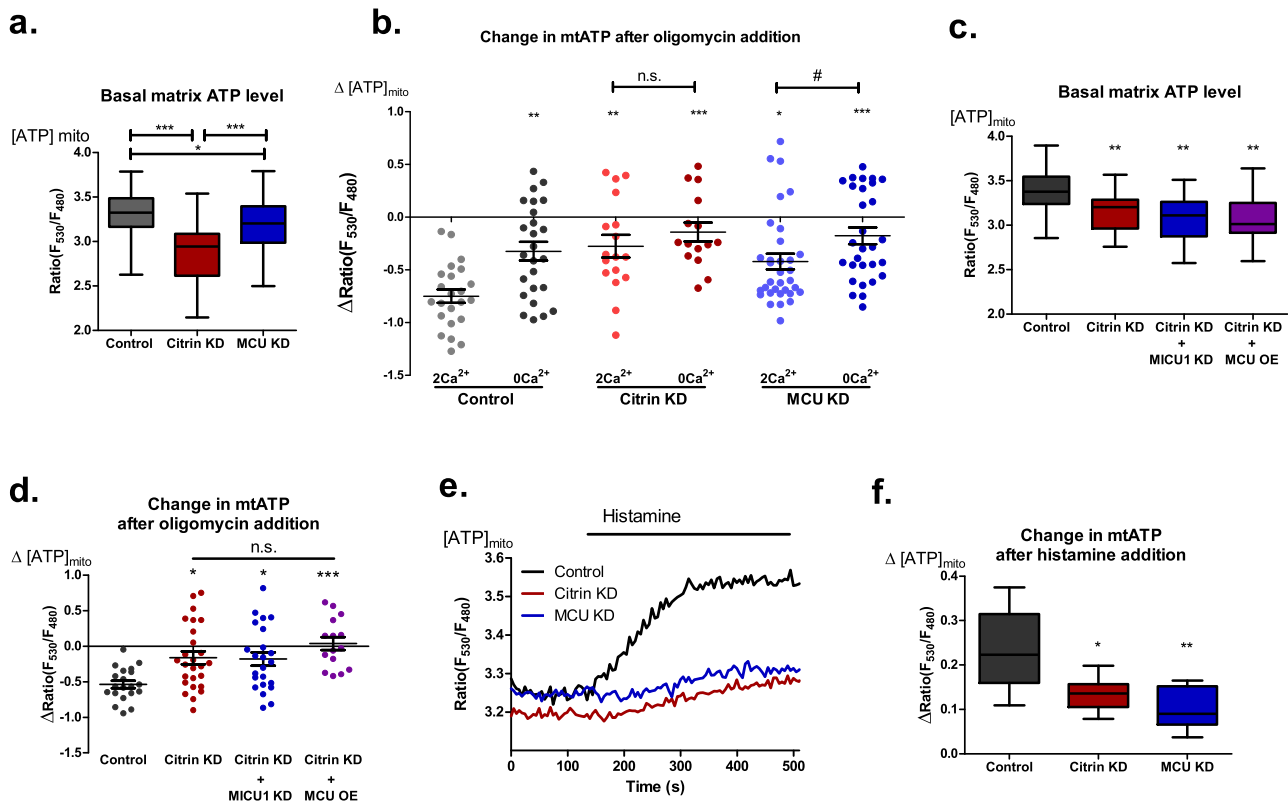 a.
Basal matrix ATP level
[ATP] mito
*** ***
*
Ratio(F530/F480)
4.0
3.5
3.0
2.5
2.0
Control Citrin KD MCU KD
b.
Change in mtATP after oligomycin addition
n.s. #
Δ [ATP]mito
** ** *** * ***
ΔRatio(F530/F480)
1.0
0.5
0.0
-0.5
-1.0
-1.5
2Ca2+ 0Ca2+ 2Ca2+ 0Ca2+ 2Ca2+ 0Ca2+
Control Citrin KD MCU KD
c.
Basal matrix ATP level
[ATP]mito
** ** **
Ratio(F530/F480)
4.0
3.5
3.0
2.5
2.0
Control Citrin KD Citrin KD Citrin KD
+ +
MICU1 KD MCU OE
d.
Change in mtATP
after oligomycin addition
n.s.
Δ [ATP]mito
* * ***
ΔRatio(F530/F480)
1.0
0.5
0.0
-0.5
-1.0
-1.5
Control Citrin KD Citrin KD Citrin KD
+ +
MICU1 KD MCU OE
e.
Histamine
[ATP]mito
Ratio(F530/F480)
3.6
3.5
3.4
3.3
3.2
Control
Citrin KD
MCU KD
0 100 200 300 400 500
Time (s)
f.
Change in mtATP
after histamine addition
Δ [ATP]mito
* **
ΔRatio(F530/F480)
0.4
0.3
0.2
0.1
0.0
Control Citrin KD MCU KD